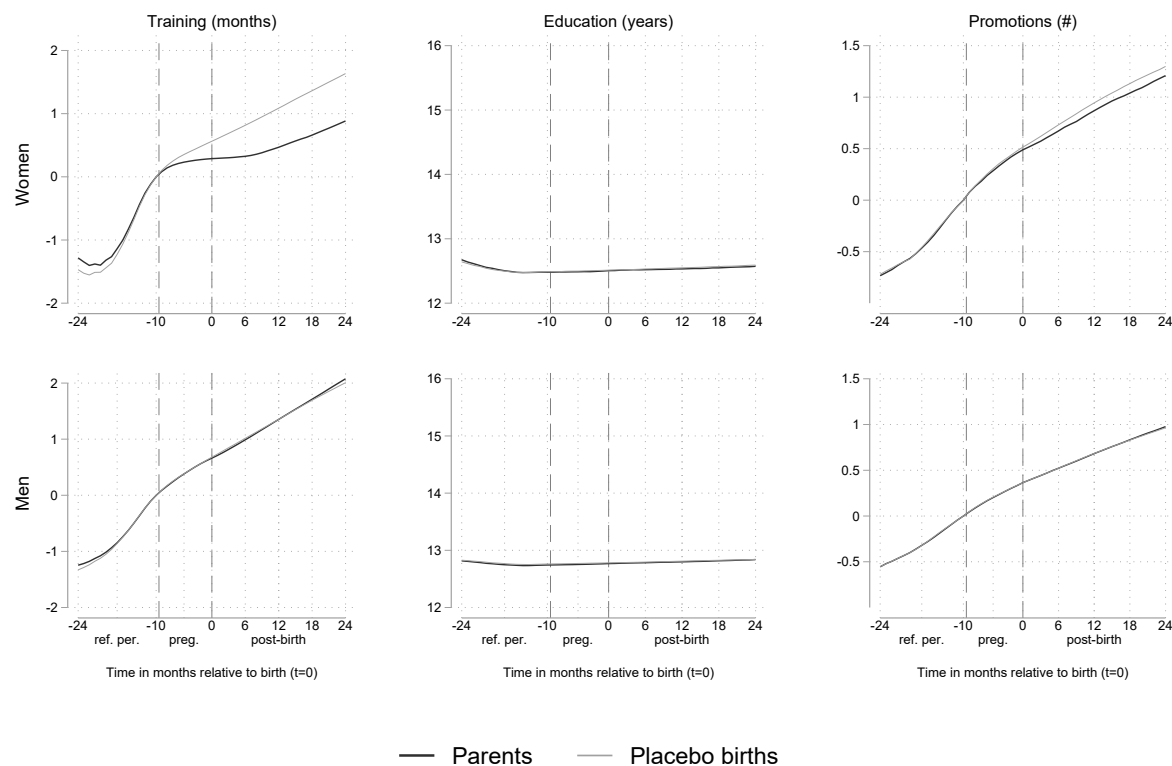 Training (months) Education (years) Promotions (#)
Women
2
1
0
-1
-2
-24 -10 0 6 12 18 24
16
15
14
13
12
-24 -10 0 6 12 18 24
1.5
1
0.5
0
-0.5
-24 -10 0 6 12 18 24
Men
2
1
0
-1
-2
-24 -10 0 6 12 18 24
ref. per. preg. post-birth
Time in months relative to birth (t=0)
16
15
14
13
12
-24 -10 0 6 12 18 24
ref. per. preg. post-birth
Time in months relative to birth (t=0)
1.5
1
0.5
0
-0.5
-24 -10 0 6 12 18 24
ref. per. preg. post-birth
Time in months relative to birth (t=0)
Parents Placebo births